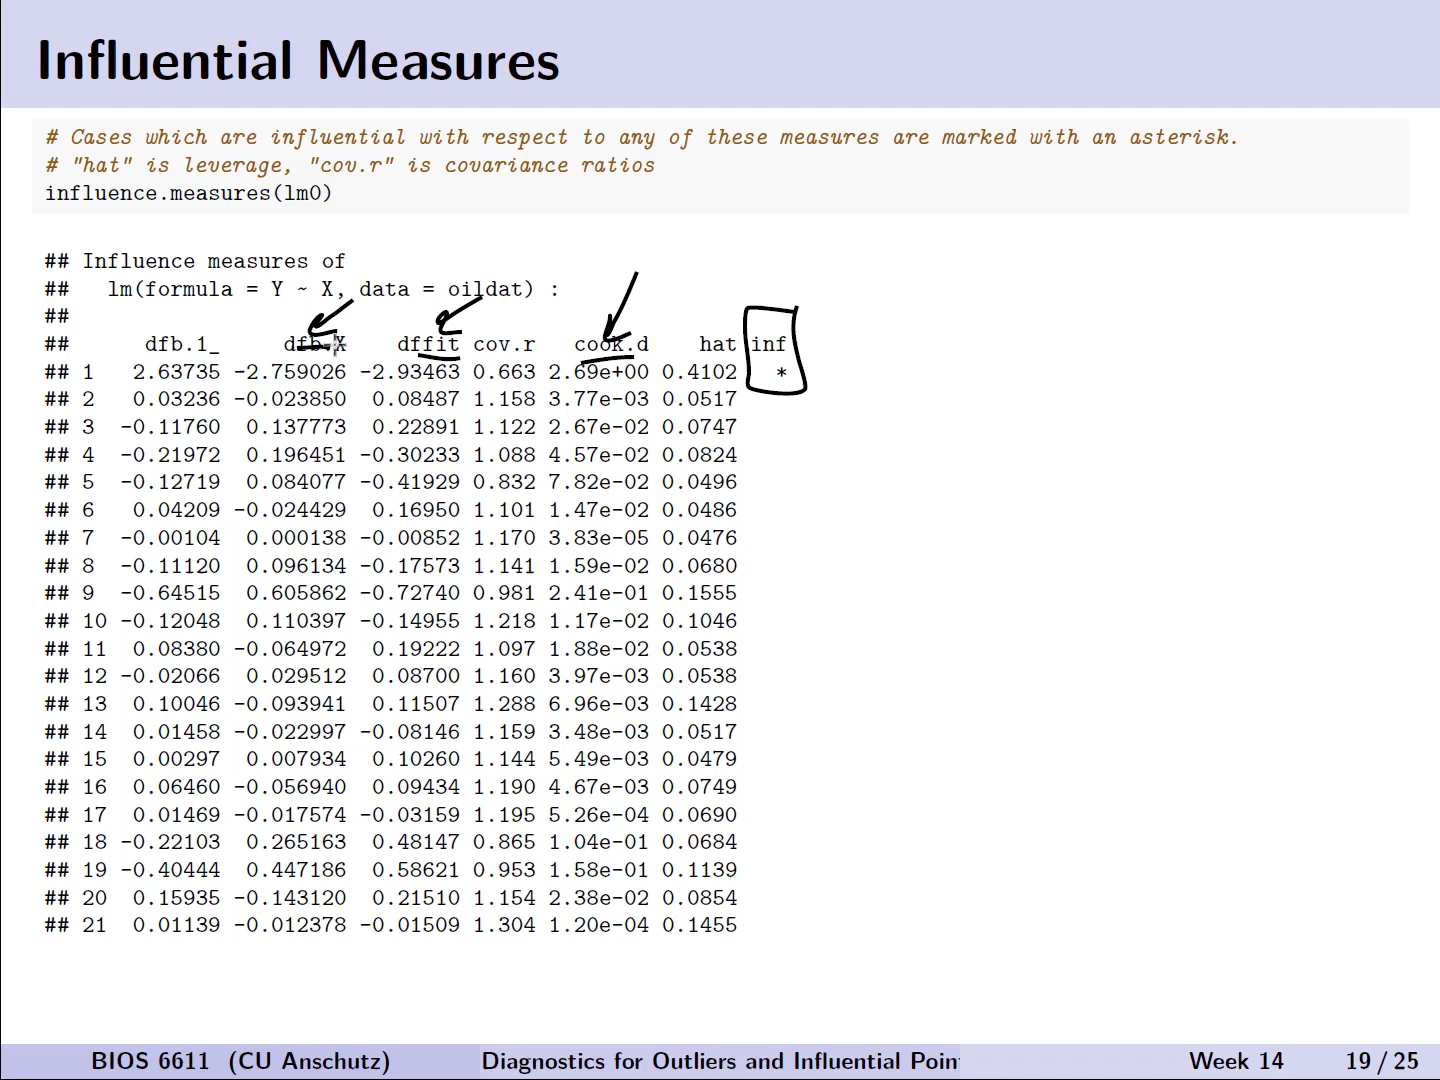 Influential Measures
# Cases which are influential with respect to any of these measures are marked with an asterisk.
# "hat" is leverage, "cov.r" is covariance ratios
influence.measures(lm0)
## Influence measures of
##   lm(formula = Y ~ X, data = oildat) :
##
##      dfb.1_     dfb.X    dffit cov.r   cook.d    hat inf
## 1   2.63735 -2.759026 -2.93463 0.663 2.69e+00 0.4102   *
## 2   0.03236 -0.023850  0.08487 1.158 3.77e-03 0.0517
## 3  -0.11760  0.137773  0.22891 1.122 2.67e-02 0.0747
## 4  -0.21972  0.196451 -0.30233 1.088 4.57e-02 0.0824
## 5  -0.12719  0.084077 -0.41929 0.832 7.82e-02 0.0496
## 6   0.04209 -0.024429  0.16950 1.101 1.47e-02 0.0486
## 7  -0.00104  0.000138 -0.00852 1.170 3.83e-05 0.0476
## 8  -0.11120  0.096134 -0.17573 1.141 1.59e-02 0.0680
## 9  -0.64515  0.605862 -0.72740 0.981 2.41e-01 0.1555
## 10 -0.12048  0.110397 -0.14955 1.218 1.17e-02 0.1046
## 11  0.08380 -0.064972  0.19222 1.097 1.88e-02 0.0538
## 12 -0.02066  0.029512  0.08700 1.160 3.97e-03 0.0538
## 13  0.10046 -0.093941  0.11507 1.288 6.96e-03 0.1428
## 14  0.01458 -0.022997 -0.08146 1.159 3.48e-03 0.0517
## 15  0.00297  0.007934  0.10260 1.144 5.49e-03 0.0479
## 16  0.06460 -0.056940  0.09434 1.190 4.67e-03 0.0749
## 17  0.01469 -0.017574 -0.03159 1.195 5.26e-04 0.0690
## 18 -0.22103  0.265163  0.48147 0.865 1.04e-01 0.0684
## 19 -0.40444  0.447186  0.58621 0.953 1.58e-01 0.1139
## 20  0.15935 -0.143120  0.21510 1.154 2.38e-02 0.0854
## 21  0.01139 -0.012378 -0.01509 1.304 1.20e-04 0.1455
BIOS 6611 (CU Anschutz) Diagnostics for Outliers and Influential Poin Week 14 19 / 25